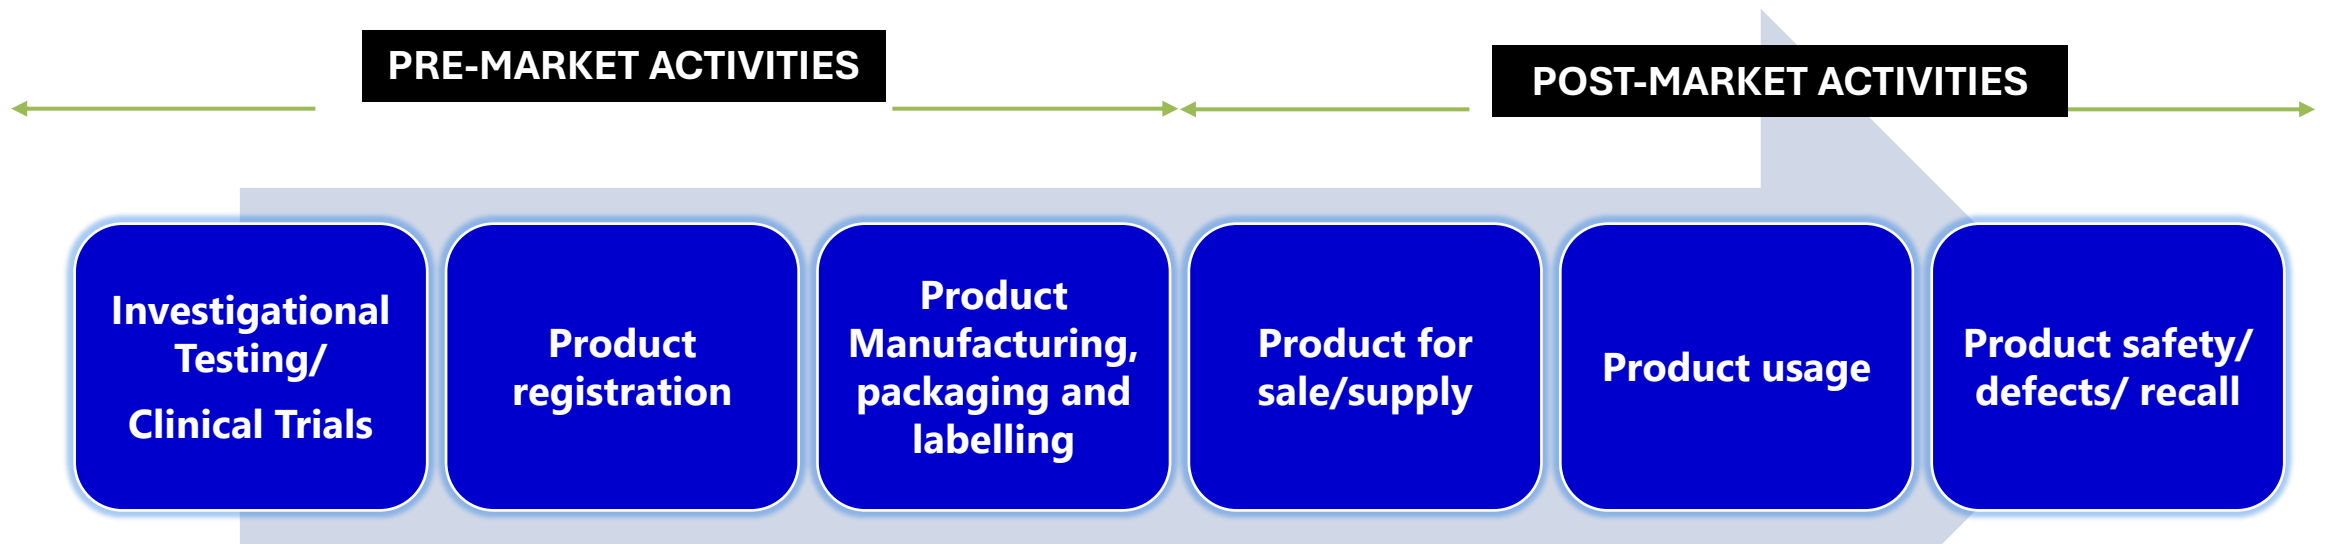 PRE-MARKET ACTIVITIES
POST-MARKET ACTIVITIES
Investigational
Testing/
Clinical Trials
Product
registration
Product
Manufacturing,
packaging and
labelling
Product for
sale/supply
Product usage
Product safety/
defects/ recall